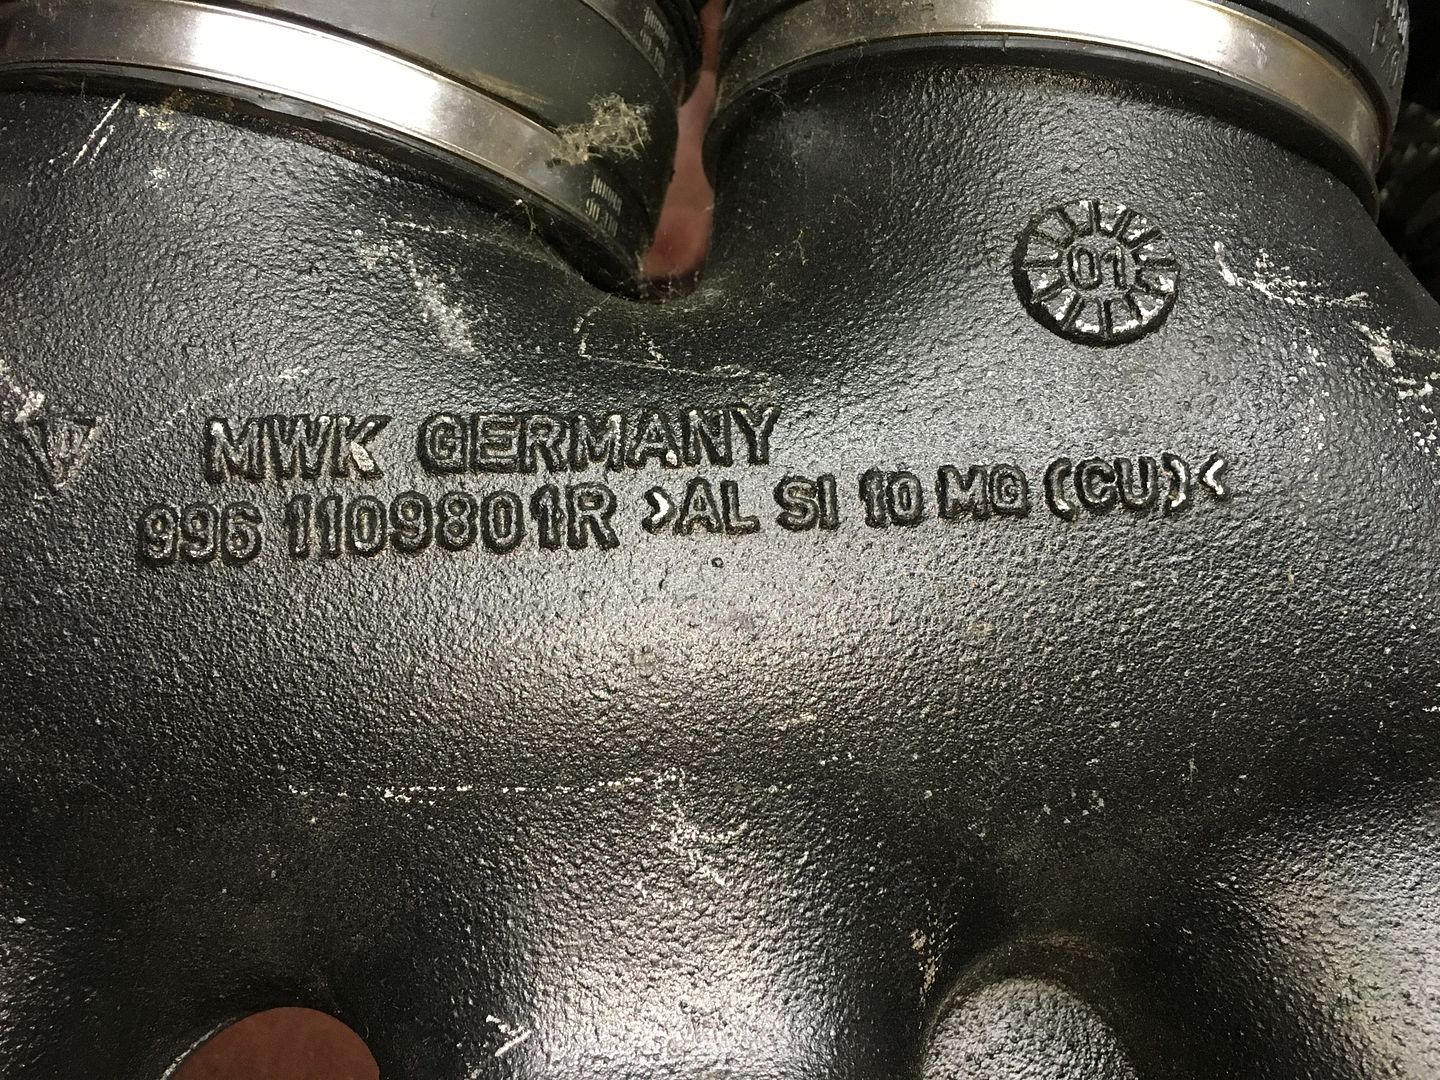 01
MWK GERMANY
996 1109801R >AL SI 10 MG (CU)<